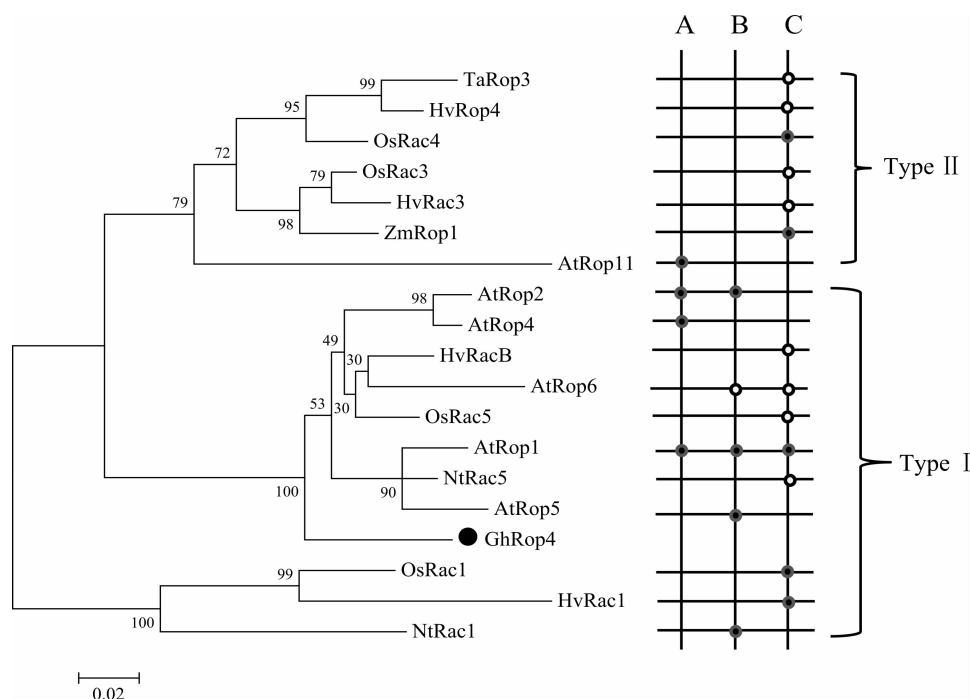 A B C
99 TaRop3
95 HvRop4
72 OsRac4
79 OsRac3
Type Ⅱ
79 HvRac3
98 ZmRop1
AtRop11
98 AtRop2
AtRop4
49 30 HvRacB
AtRop6
53 30 OsRac5
AtRop1
Type Ⅰ
100 90 NtRac5
AtRop5
GhRop4
99 OsRac1
HvRac1
100 NtRac1
0.02